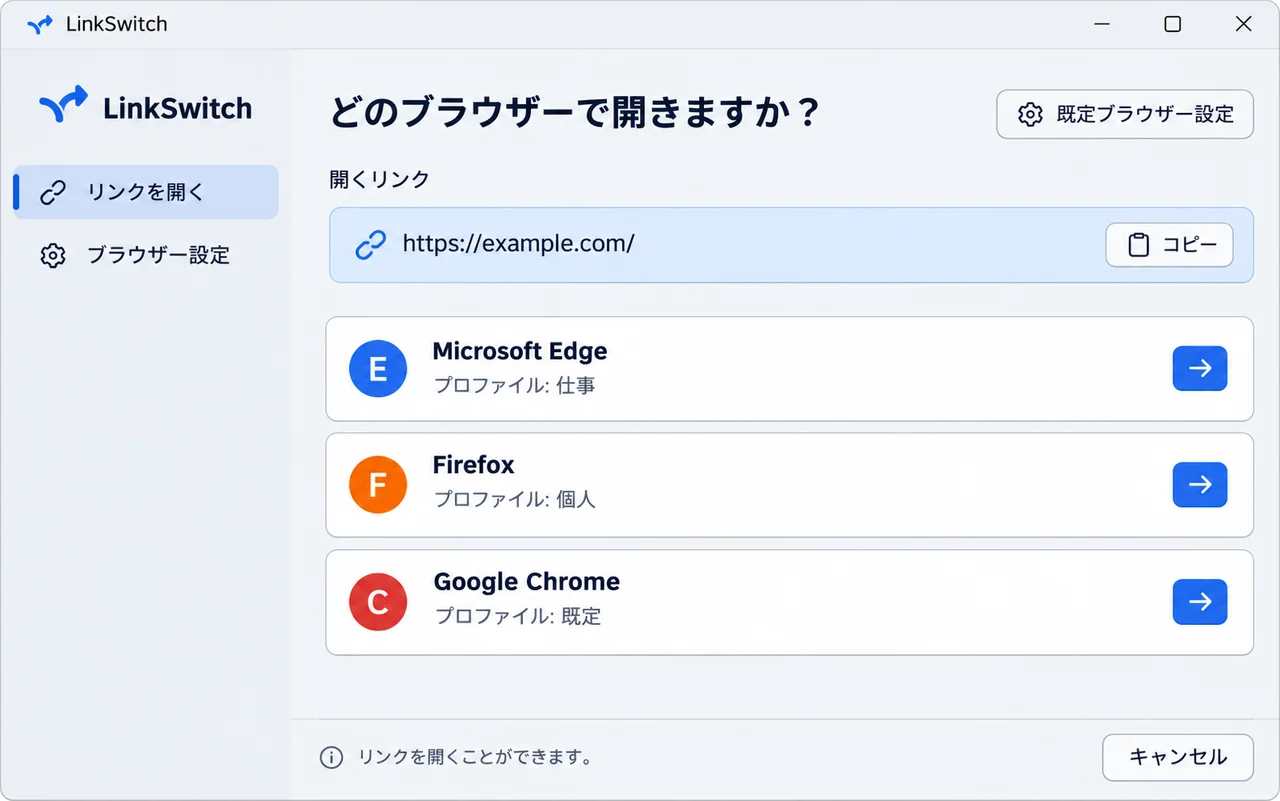 LinkSwitch
LinkSwitch
リンクを開く
ブラウザー設定
どのブラウザーで開きますか？
既定ブラウザー設定
開くリンク
https://example.com/
コピー
E
Microsoft Edge
プロファイル: 仕事
F
Firefox
プロファイル: 個人
C
Google Chrome
プロファイル: 既定
リンクを開くことができます。
キャンセル